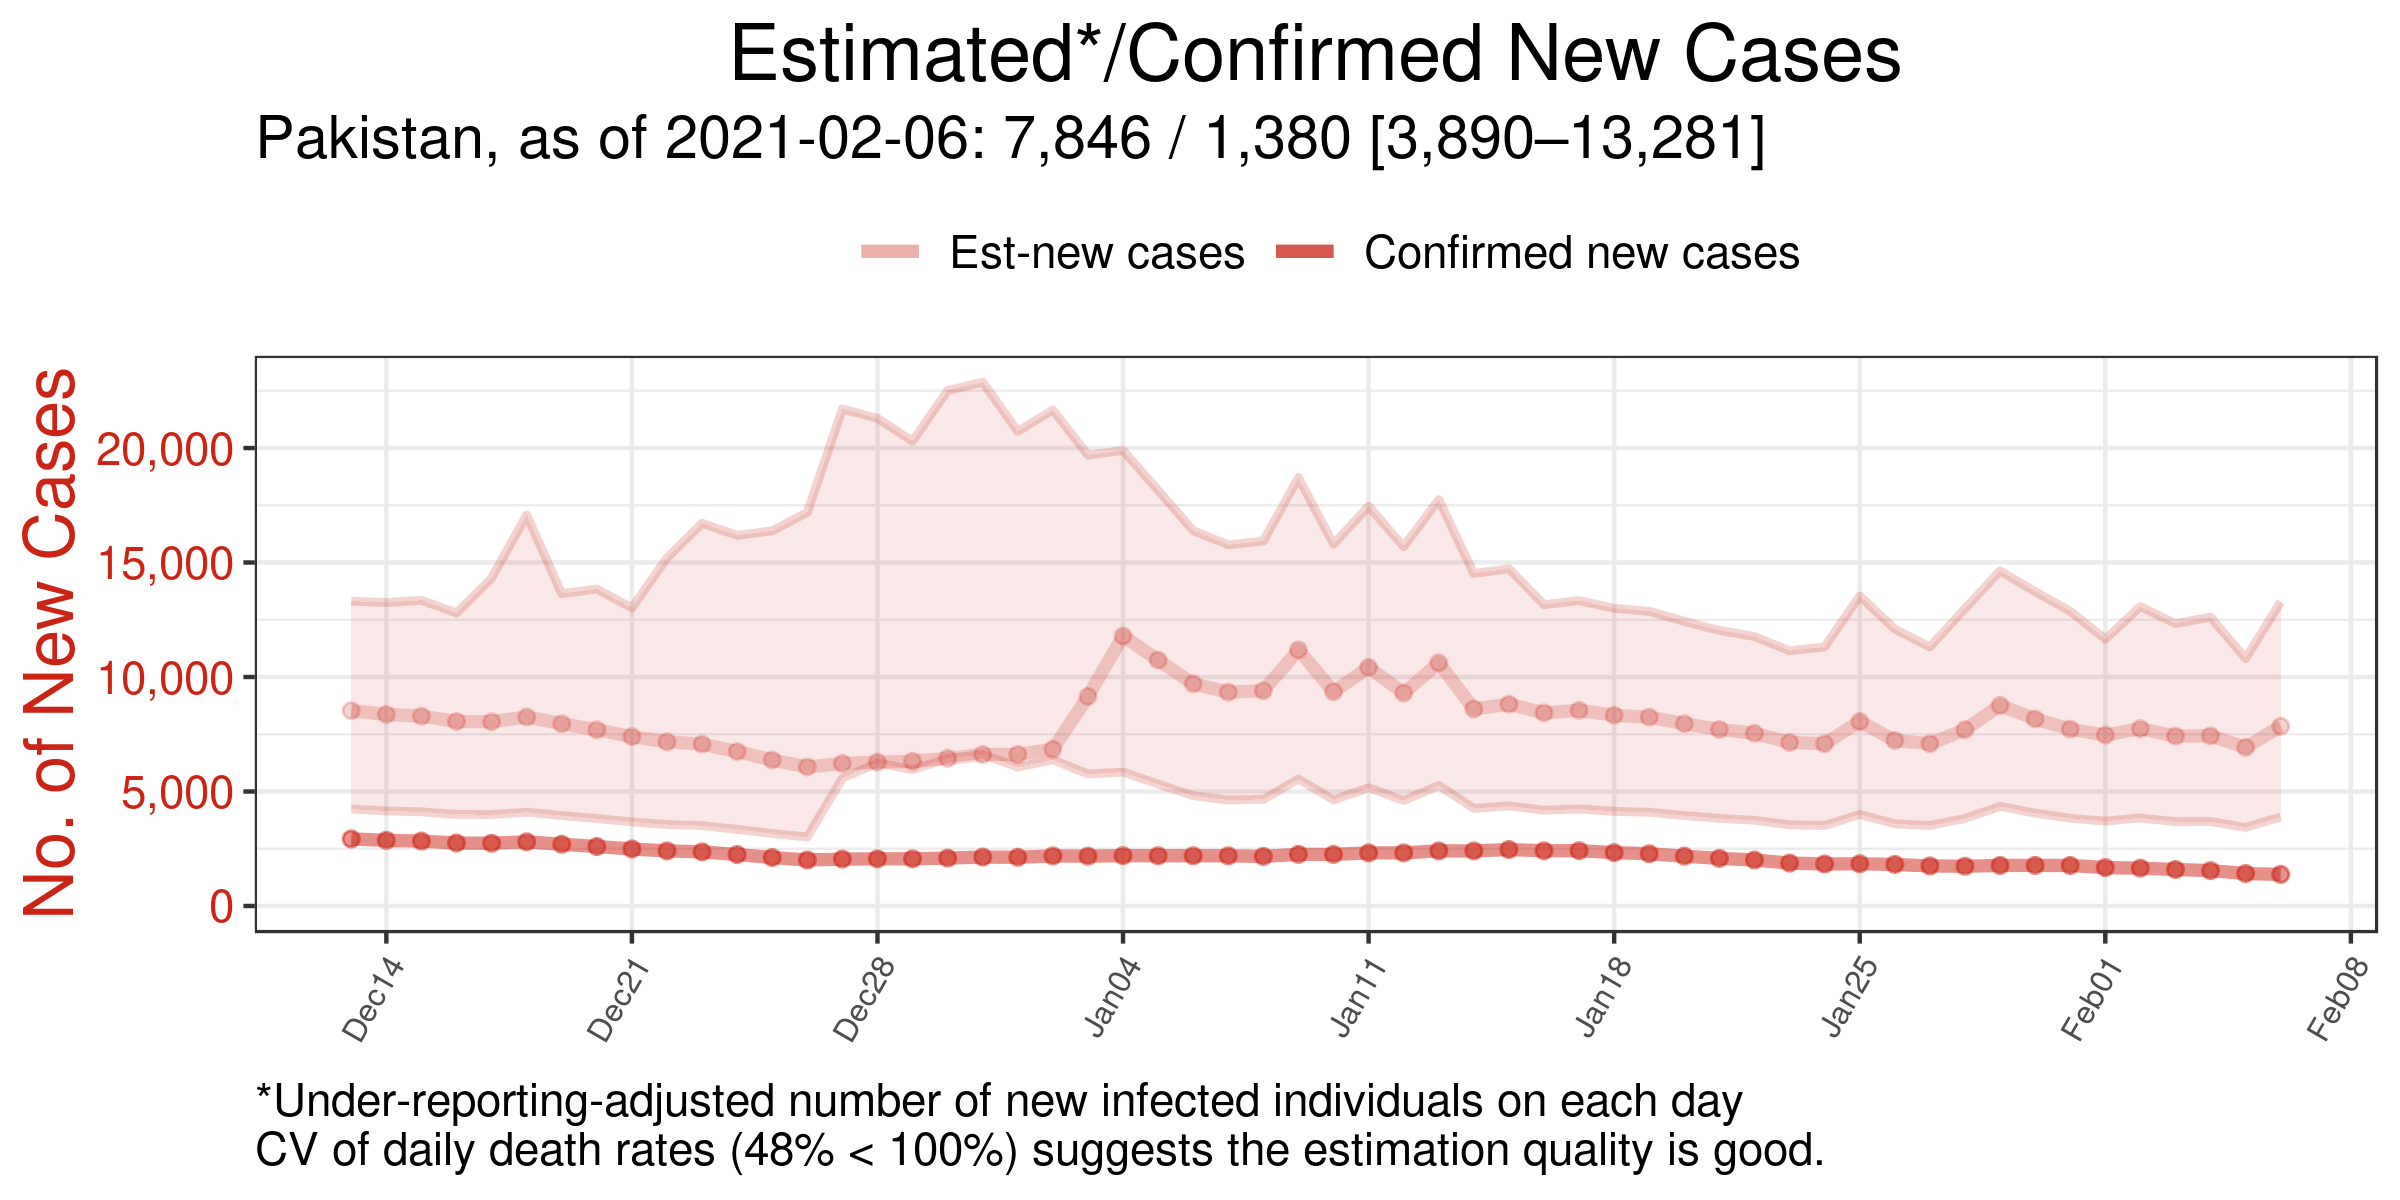 Estimated*/Confirmed New Cases
Pakistan, as of 2021-02-06: 7,846 / 1,380 [3,890–13,281]
Est-new cases Confirmed new cases
No. of New Cases
20,000
15,000
10,000
5,000
0
Dec14 Dec21 Dec28 Jan04 Jan11 Jan18 Jan25 Feb01 Feb08
*Under-reporting-adjusted number of new infected individuals on each day
CV of daily death rates (48% < 100%) suggests the estimation quality is good.